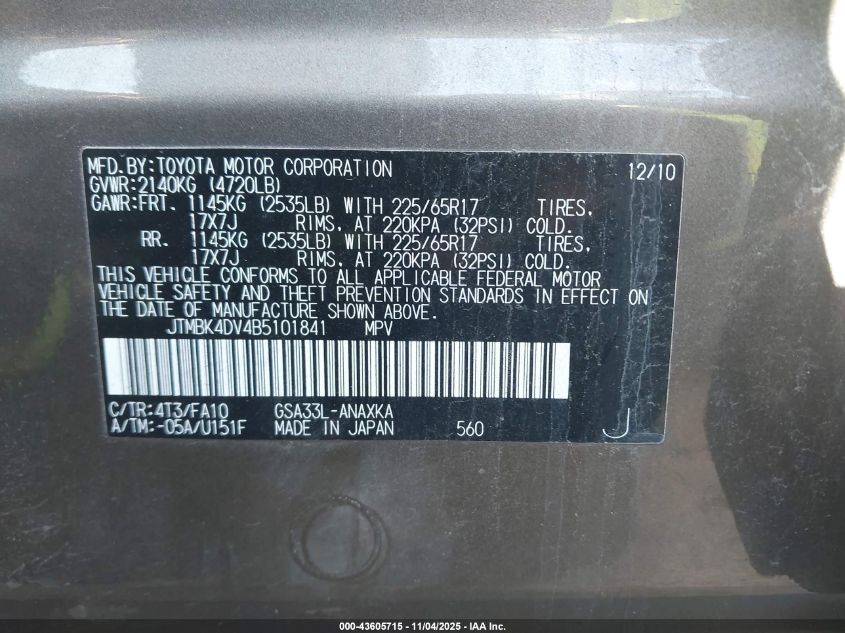 MFD.BY:TOYOTA MOTOR CORPORATION 12/10
GVWR:2140KG (4720LB)
GAWR:FRT. 1145KG (2535LB) WITH 225/65R17 TIRES,
17X7J RIMS, AT 220KPA (32PSI) COLD.
RR. 1145KG (2535LB) WITH 225/65R17 TIRES,
17X7J RIMS, AT 220KPA (32PSI) COLD.
THIS VEHICLE CONFORMS TO ALL APPLICABLE FEDERAL MOTOR
VEHICLE SAFETY AND THEFT PREVENTION STANDARDS IN EFFECT ON
THE DATE OF MANUFACTURE SHOWN ABOVE.
JTMBK4DV4B5101841 MPV
C/TR:4T3/FA10 GSA33L-ANAXKA
A/TM:-05A/U151F MADE IN JAPAN 560 J
000-43605715 - 11/04/2025 - IAA Inc.